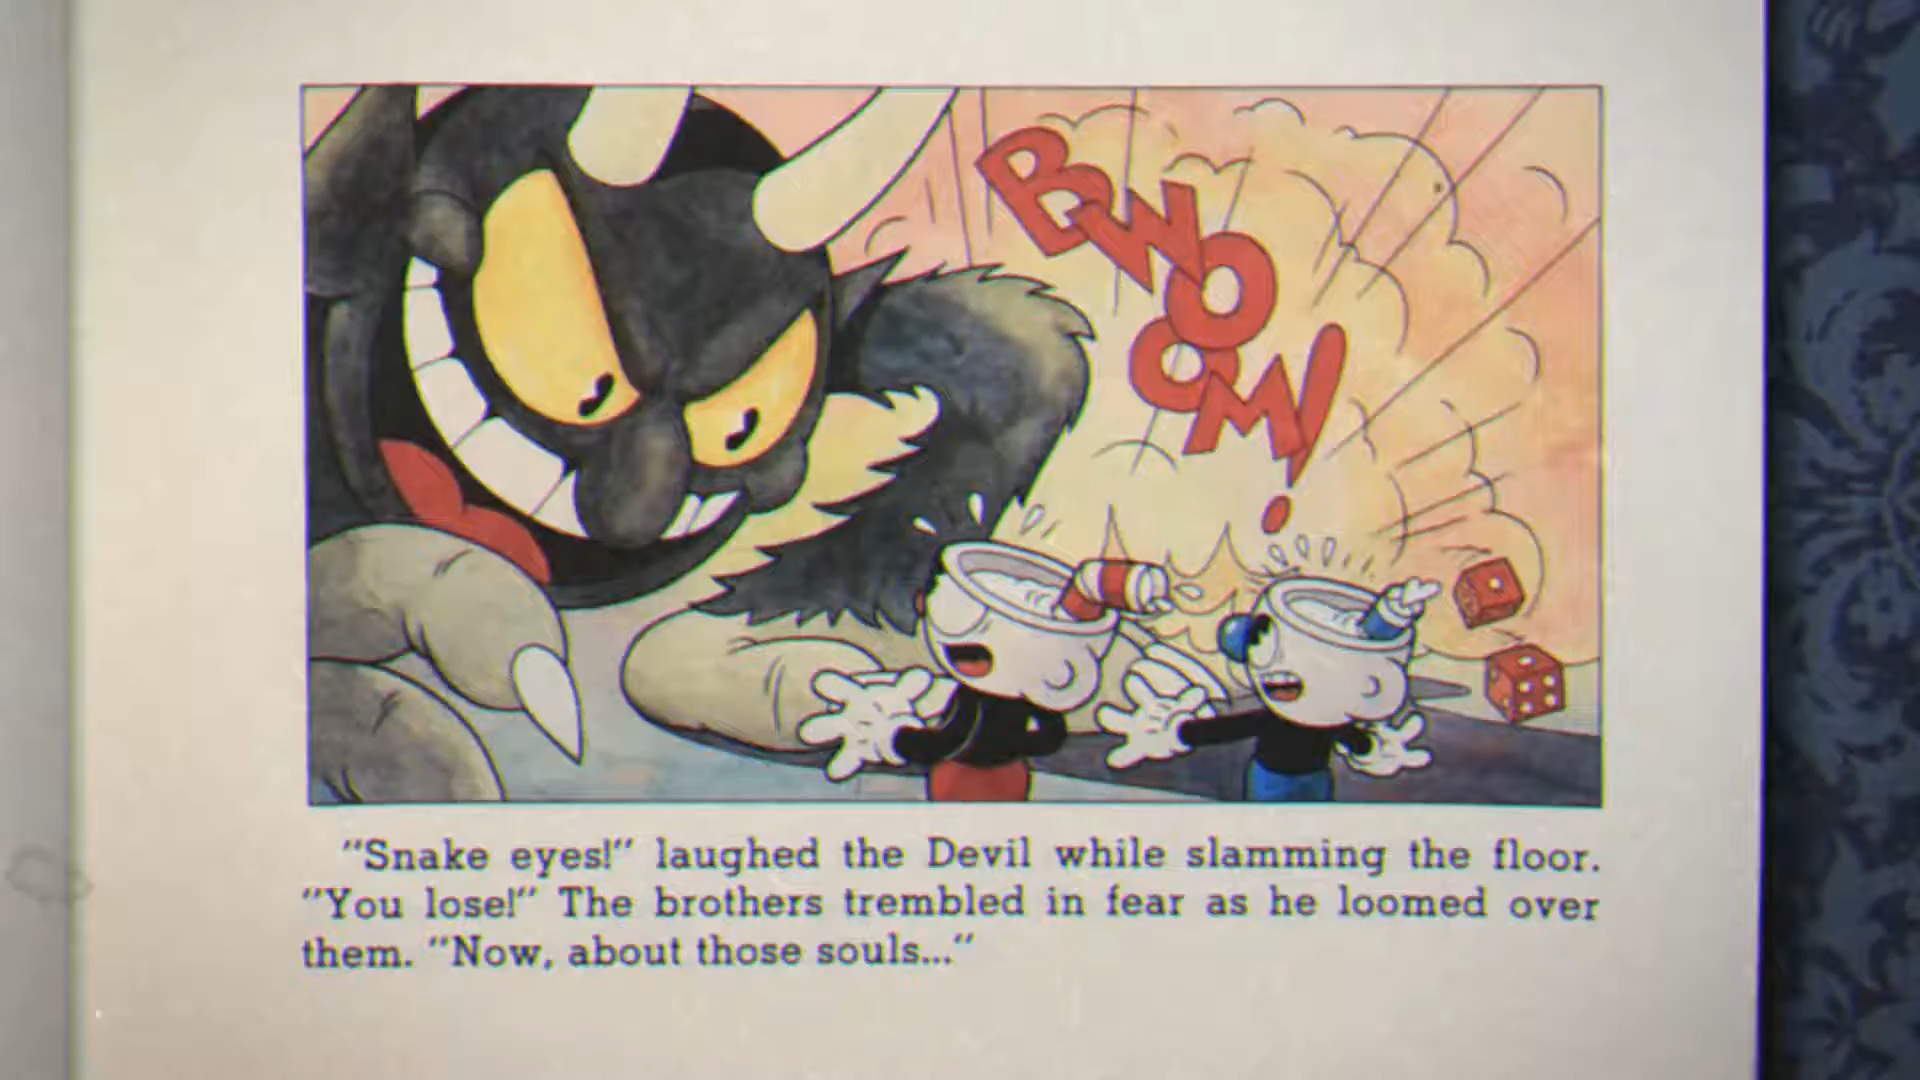 BWOOM!
"Snake eyes!" laughed the Devil while slamming the floor.
"You lose!" The brothers trembled in fear as he loomed over
them. "Now, about those souls..."